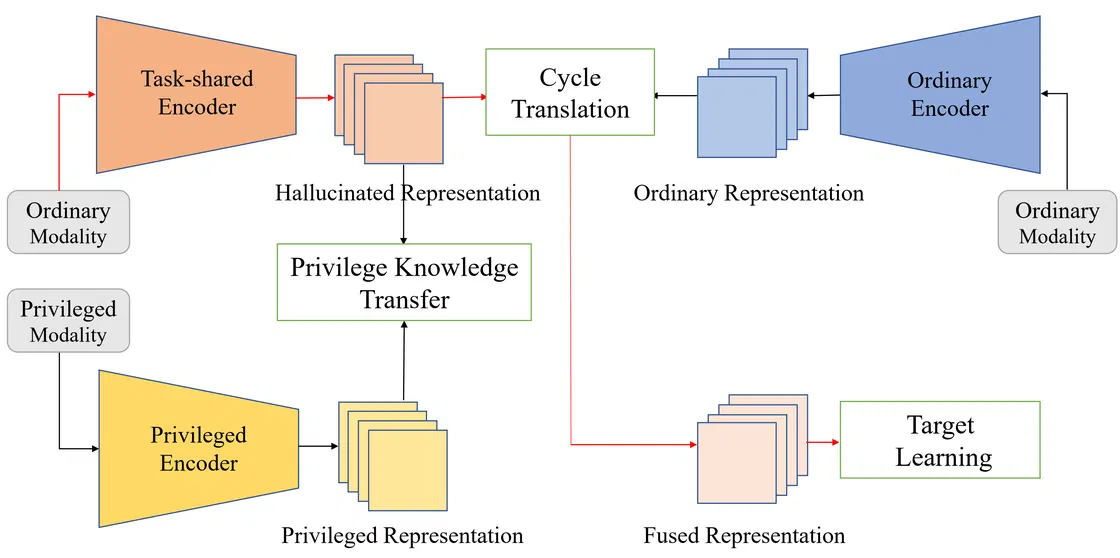 Task-shared
Encoder
Cycle
Translation
Ordinary
Encoder
Hallucinated Representation
Ordinary Representation
Ordinary
Modality
Ordinary
Modality
Privilege Knowledge
Transfer
Privileged
Modality
Privileged
Encoder
Target
Learning
Privileged Representation
Fused Representation